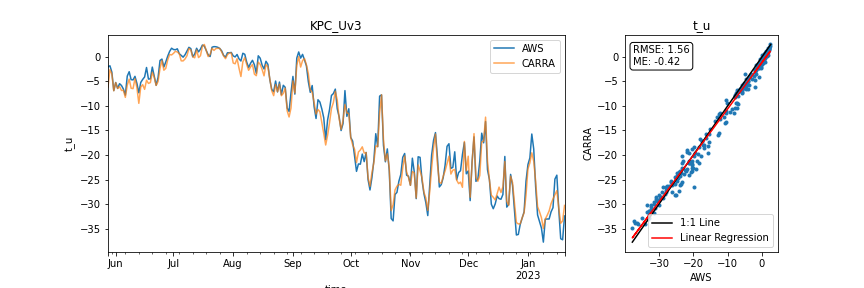 KPC_Uv3
t_u
0
−5
−10
−15
−20
−25
−30
−35
AWS
CARRA
Jun
Jul
Aug
Sep
Oct
Nov
Dec
Jan
2023
t_u
CARRA
0
−5
−10
−15
−20
−25
−30
−35
RMSE: 1.56
ME: -0.42
1:1 Line
Linear Regression
−30
−20
−10
0
AWS